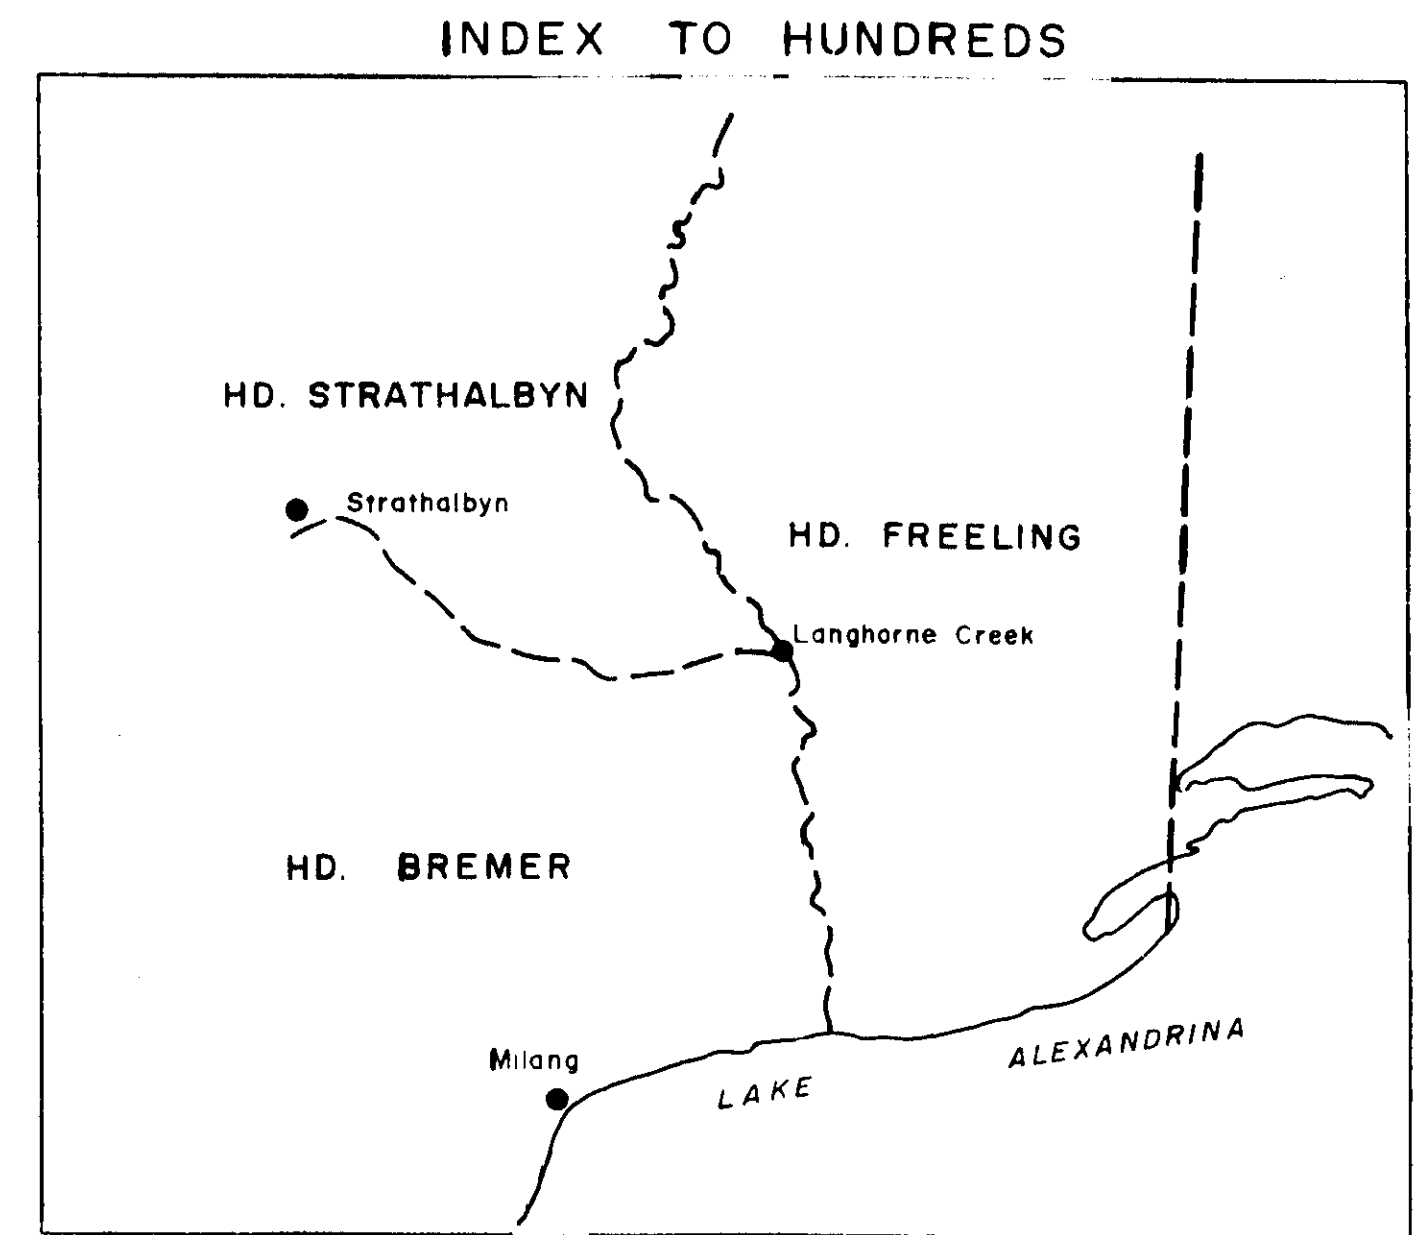 INDEX TO HUNDREDS
HD. STRATHALBYN
Strathalbyn
HD. FREELING
Langhorne Creek
HD. BREMER
Milang
LAKE ALEXANDRINA